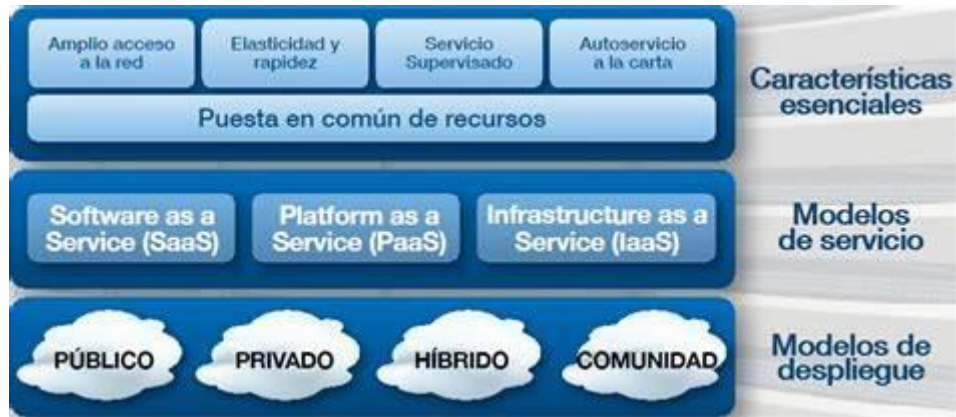 Amplio acceso
a la red
Elasticidad y
rapidez
Servicio
Supervisado
Autoservicio
a la carta
Puesta en común de recursos
Características
esenciales
Software as a
Service (SaaS)
Platform as a
Service (PaaS)
Infrastructure as a
Service (IaaS)
Modelos
de servicio
PÚBLICO
PRIVADO
HÍBRIDO
COMUNIDAD
Modelos de
despliegue